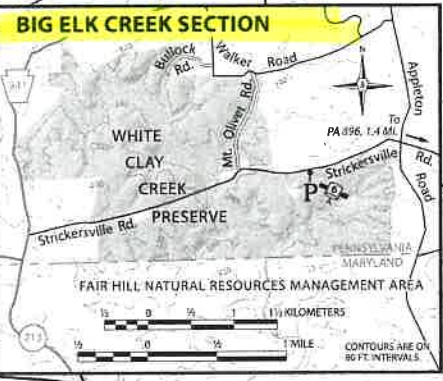 BIG ELK CREEK SECTION
Bullock Rd.
Walker Road
Mt. Olivet Rd.
Appleton Road
N
To
PA 896, 1.4 Mi.
WHITE
CLAY
CREEK
PRESERVE
Strickersville Rd.
Strickersville Rd.
P
6
PENNSYLVANIA
MARYLAND
FAIR HILL NATURAL RESOURCES MANAGEMENT AREA
½ 0 ½ 1 1½ KILOMETERS
½ 0 ½ 1 MILE
213
CONTOURS ARE ON
80 FT. INTERVALS